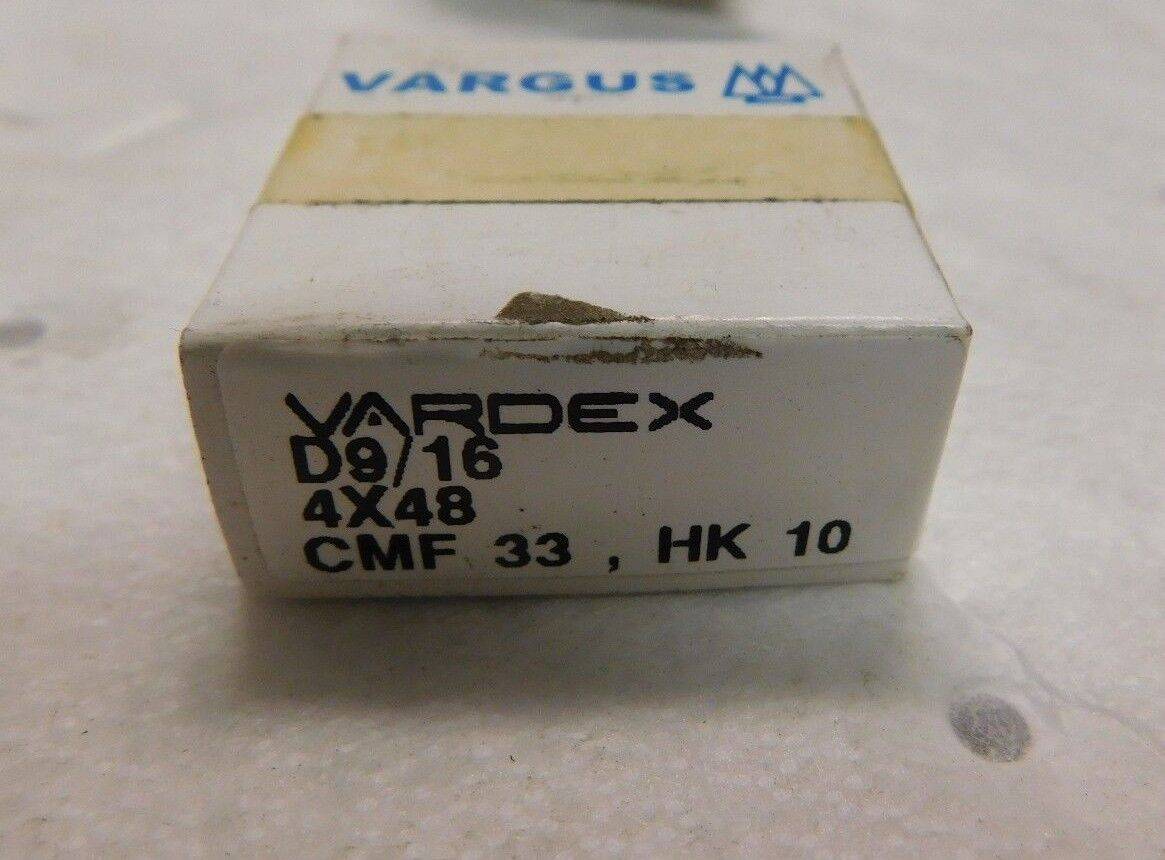 VARGUS
VARDEX
D9/16
4X48
CMF 33 , HK 10